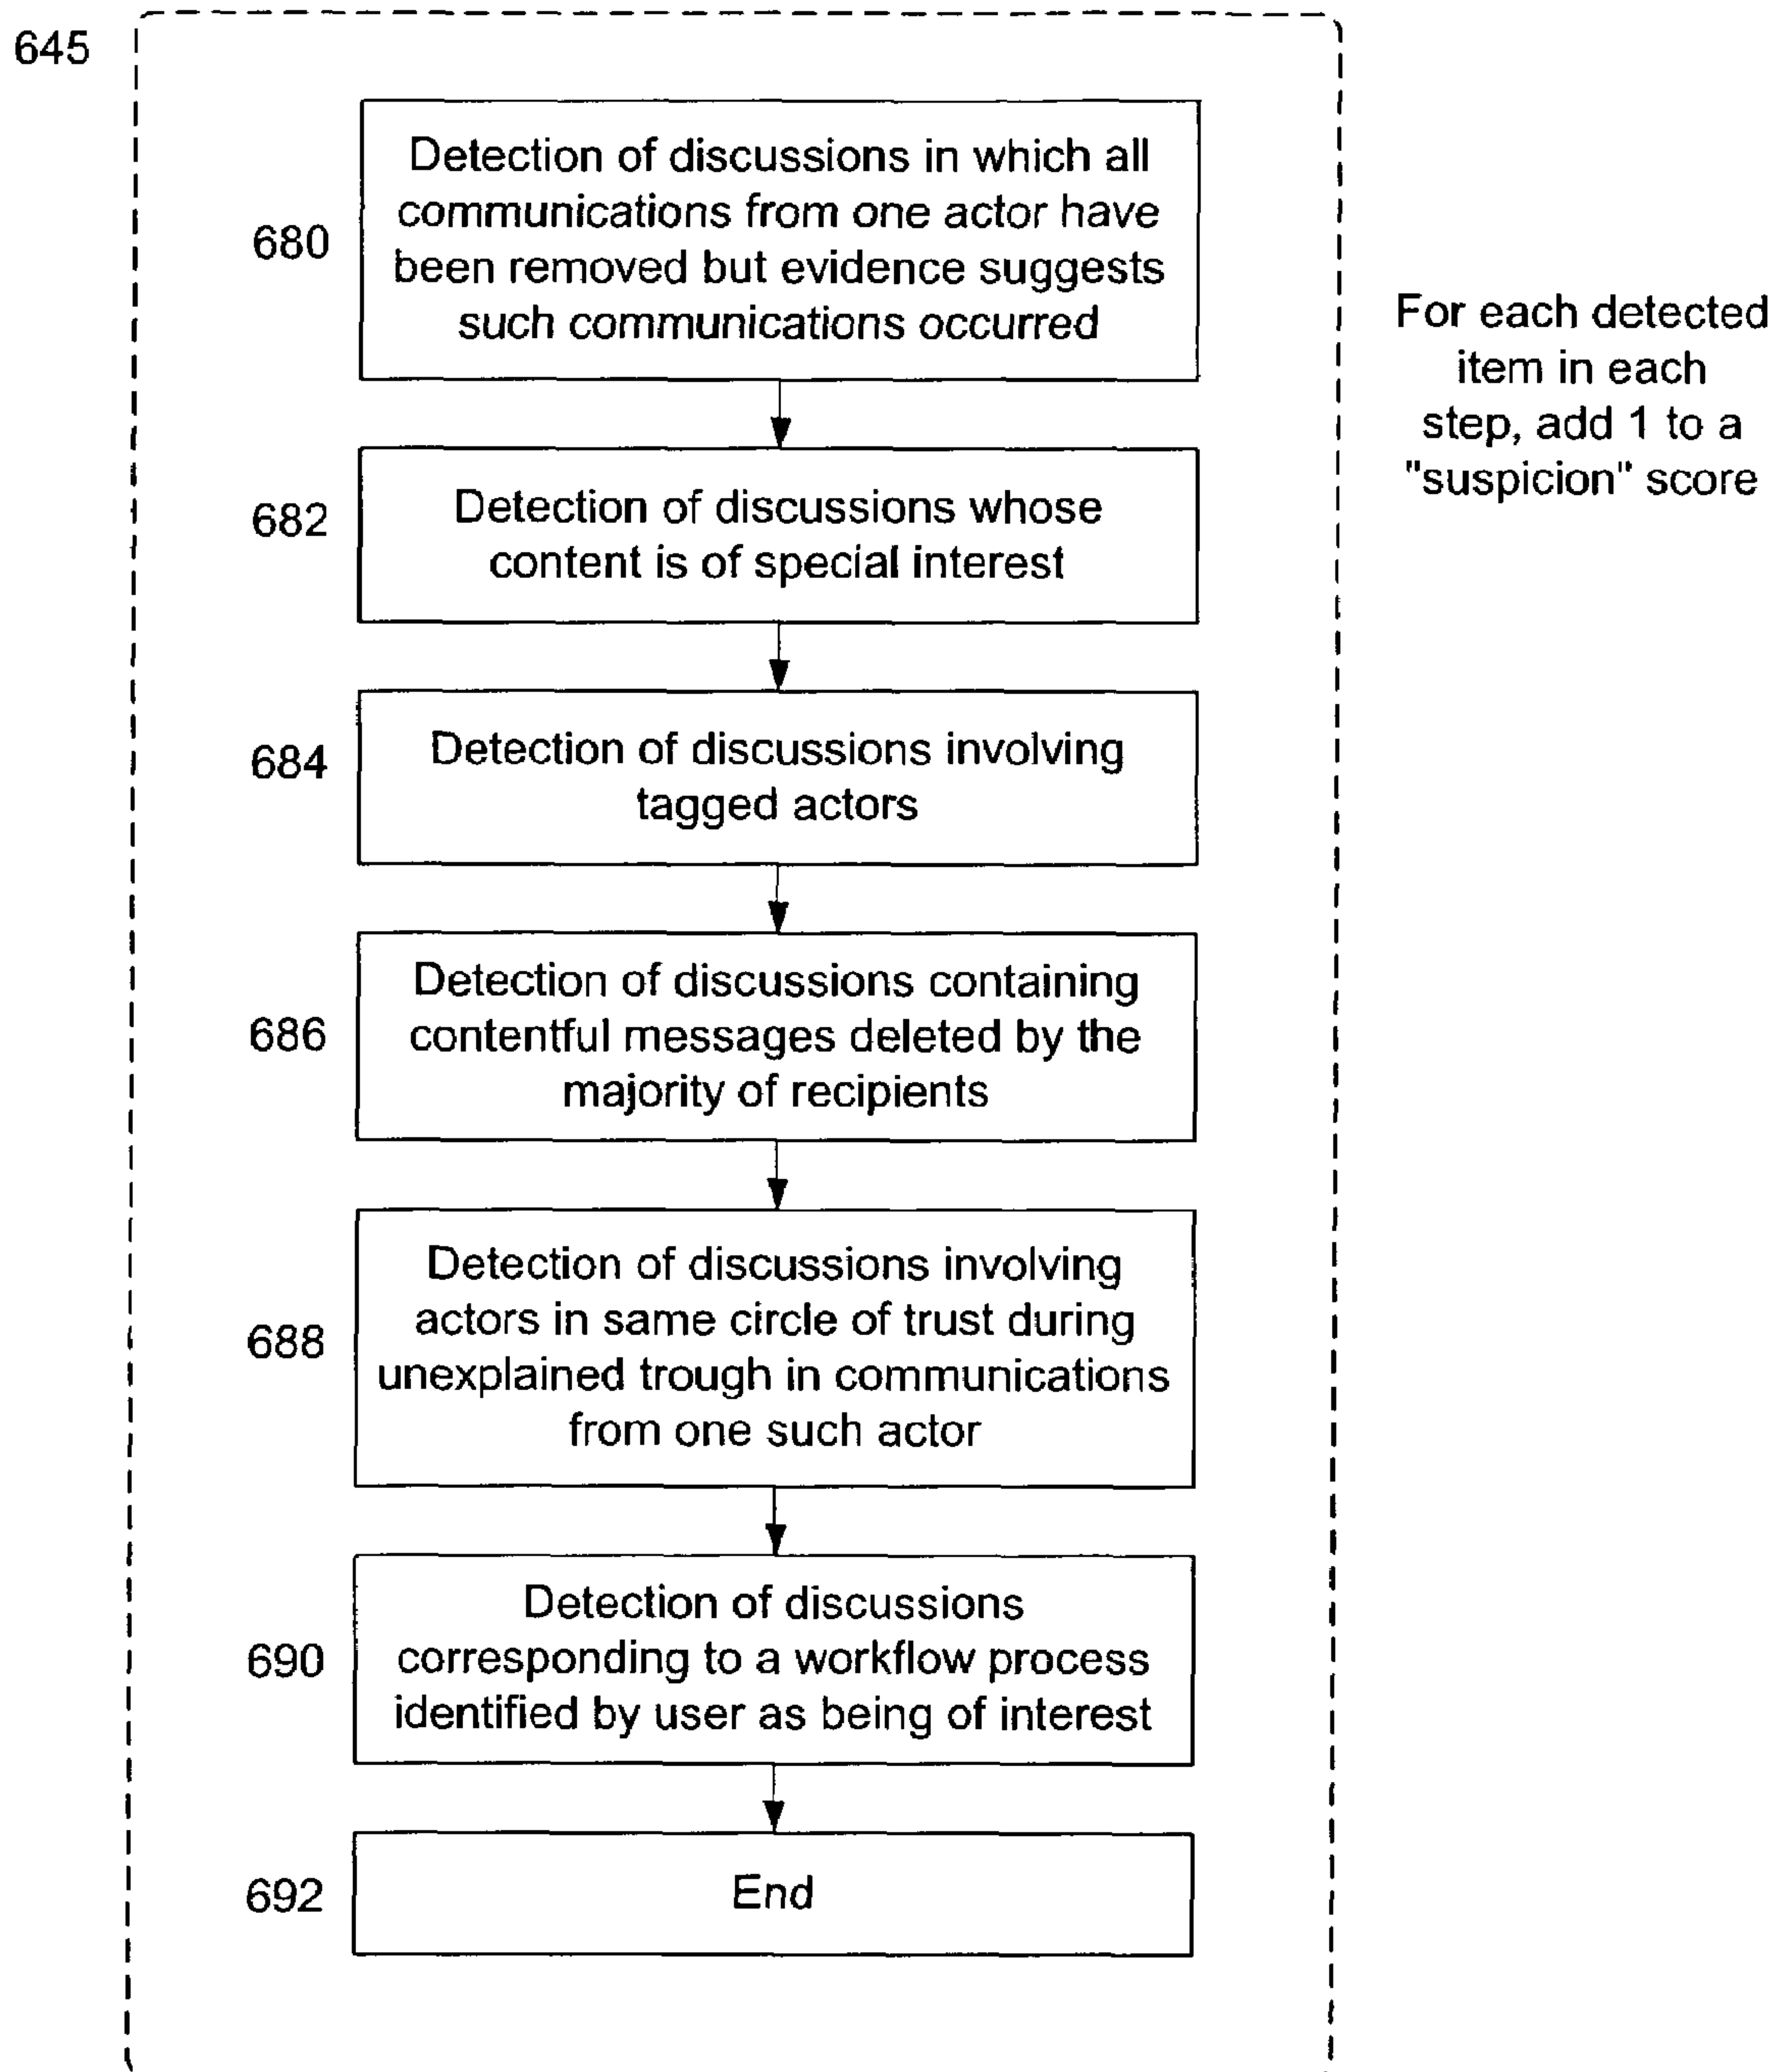 645
680
Detection of discussions in which all
communications from one actor have
been removed but evidence suggests
such communications occurred
For each detected
item in each
step, add 1 to a
"suspicion" score
682
Detection of discussions whose
content is of special interest
684
Detection of discussions involving
tagged actors
686
Detection of discussions containing
contentful messages deleted by the
majority of recipients
688
Detection of discussions involving
actors in same circle of trust during
unexplained trough in communications
from one such actor
690
Detection of discussions
corresponding to a workflow process
identified by user as being of interest
692
End